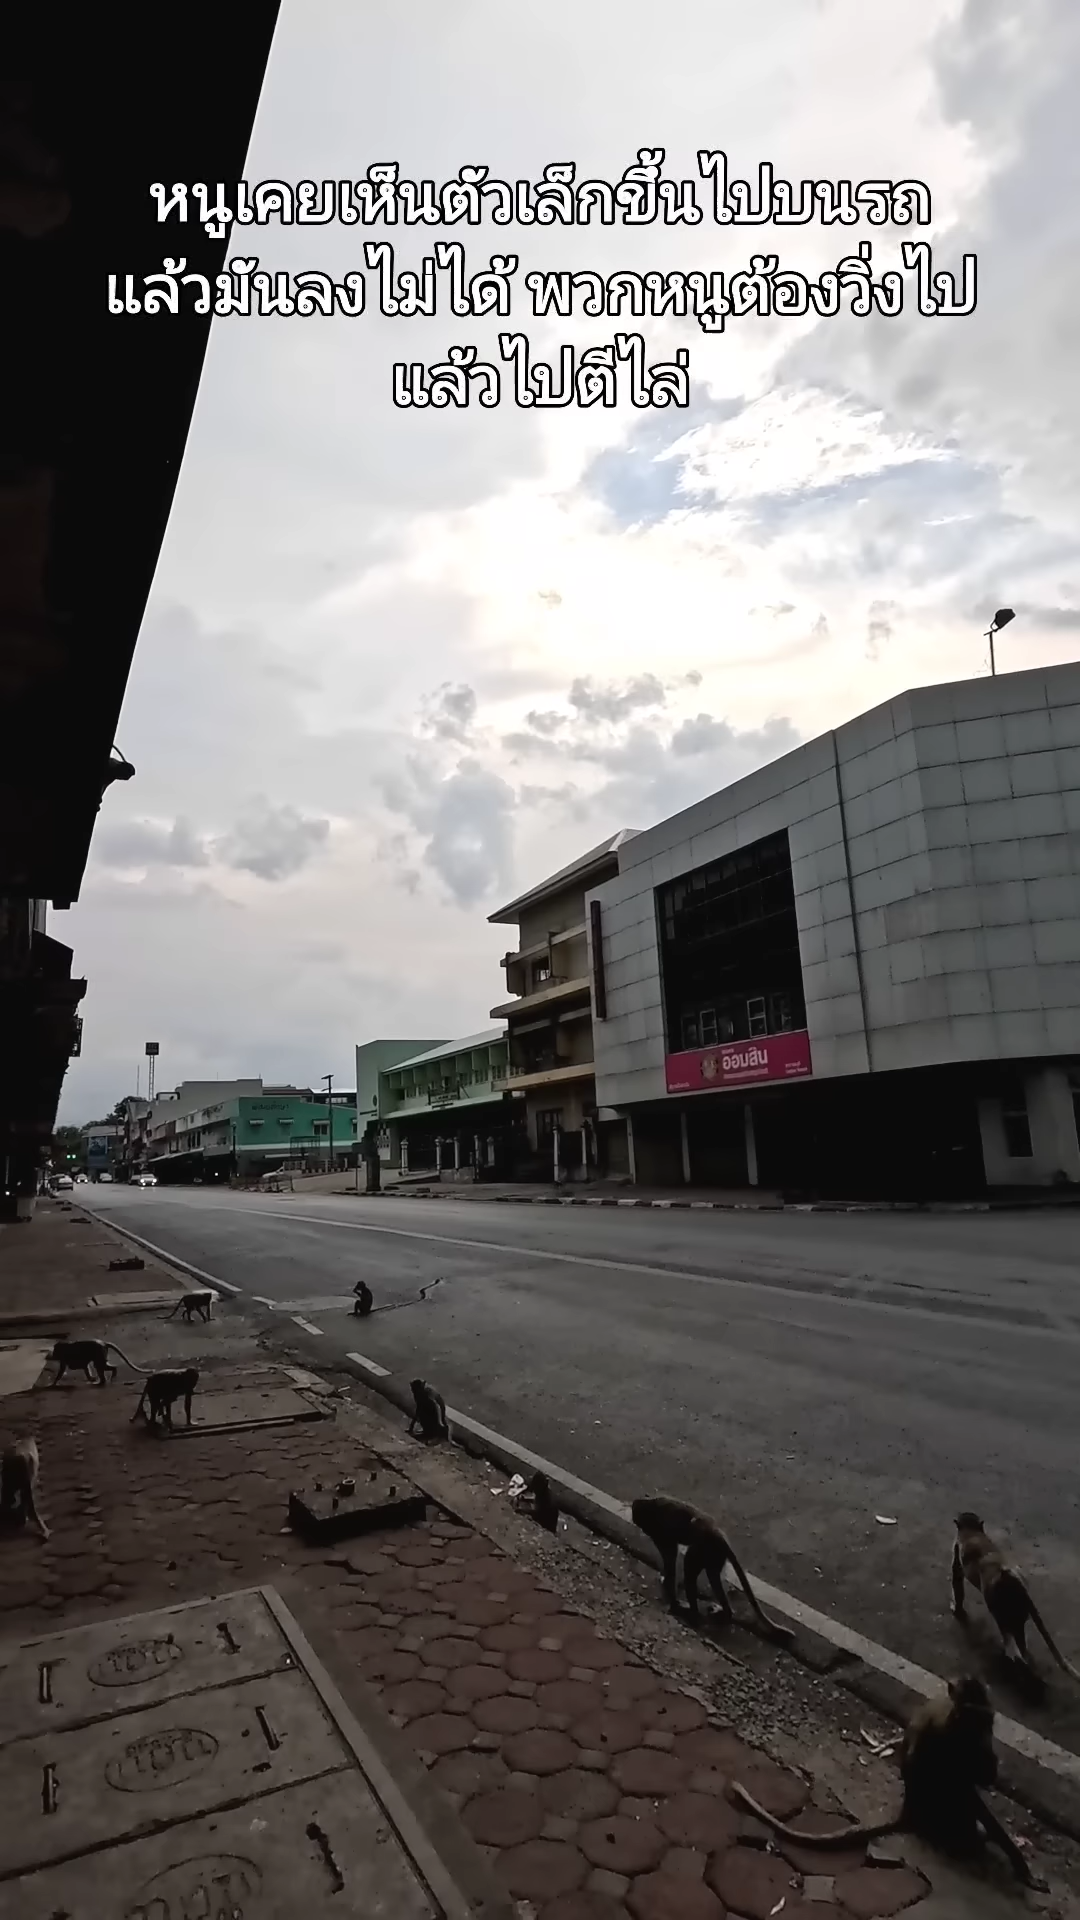 หนูเคยเห็นตัวเล็กขึ้นไปบนรถ
แล้วมันลงไม่ได้ พวกหนูต้องวิ่งไป
แล้วไปตีไล่
ออมสิน